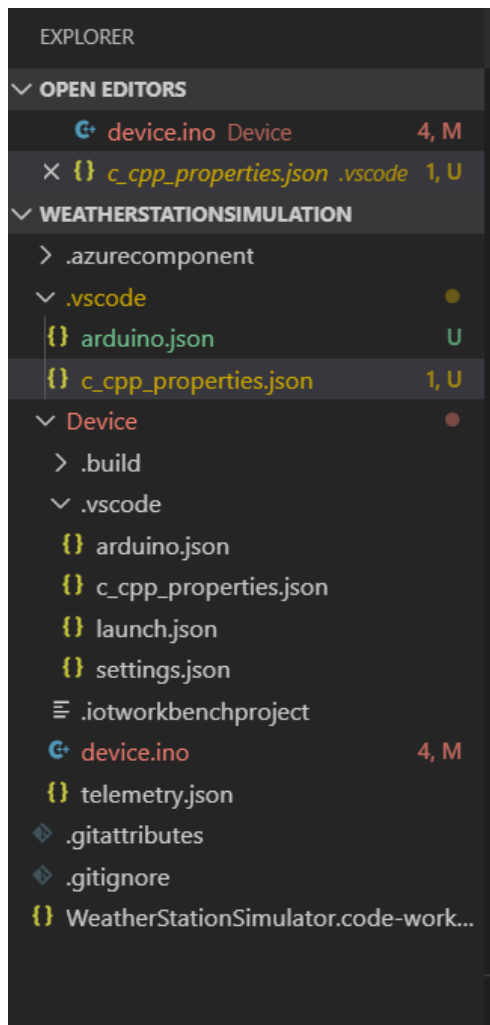 EXPLORER
OPEN EDITORS
device.ino Device 4, M
c_cpp_properties.json .vscode 1, U
WEATHERSTATIONSIMULATION
.azurecomponent
.vscode
{} arduino.json U
{} c_cpp_properties.json 1, U
Device
.build
.vscode
{} arduino.json
{} c_cpp_properties.json
{} launch.json
{} settings.json
.iotworkbenchproject
device.ino 4, M
{} telemetry.json
.gitattributes
.gitignore
{} WeatherStationSimulator.code-work...